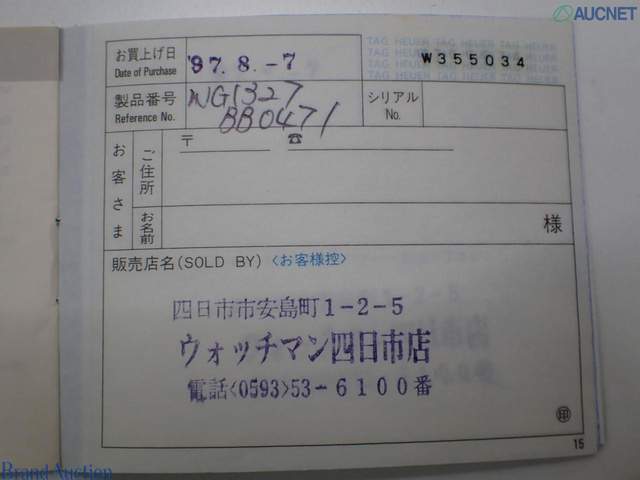 AUCNET
お買上げ日 Date of Purchase '97.8.-7
TAG HEUER TAG HEUER TAG HEUER TAG HEUER
W355034
製品番号 Reference No. WG1327 BB0471
シリアル No.
お客さま
ご住所
〒 ☎
お名前
様
販売店名(SOLD BY)〈お客様控〉
四日市市安島町1-2-5
ウォッチマン四日市店
電話〈0593〉53-6100番
印
15
Brand Auction